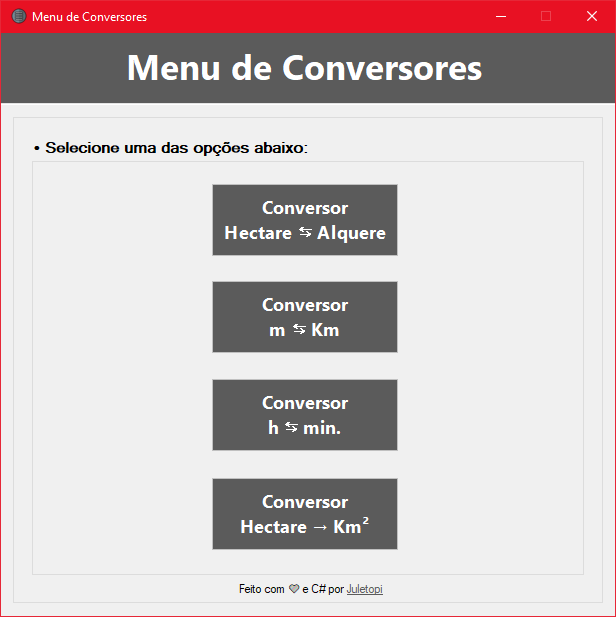 Menu de Conversores
Menu de Conversores
• Selecione uma das opções abaixo:
Conversor
Hectare ⇆ Alquere
Conversor
m ⇆ Km
Conversor
h ⇆ min.
Conversor
Hectare → Km²
Feito com ♥ e C# por Juletopi